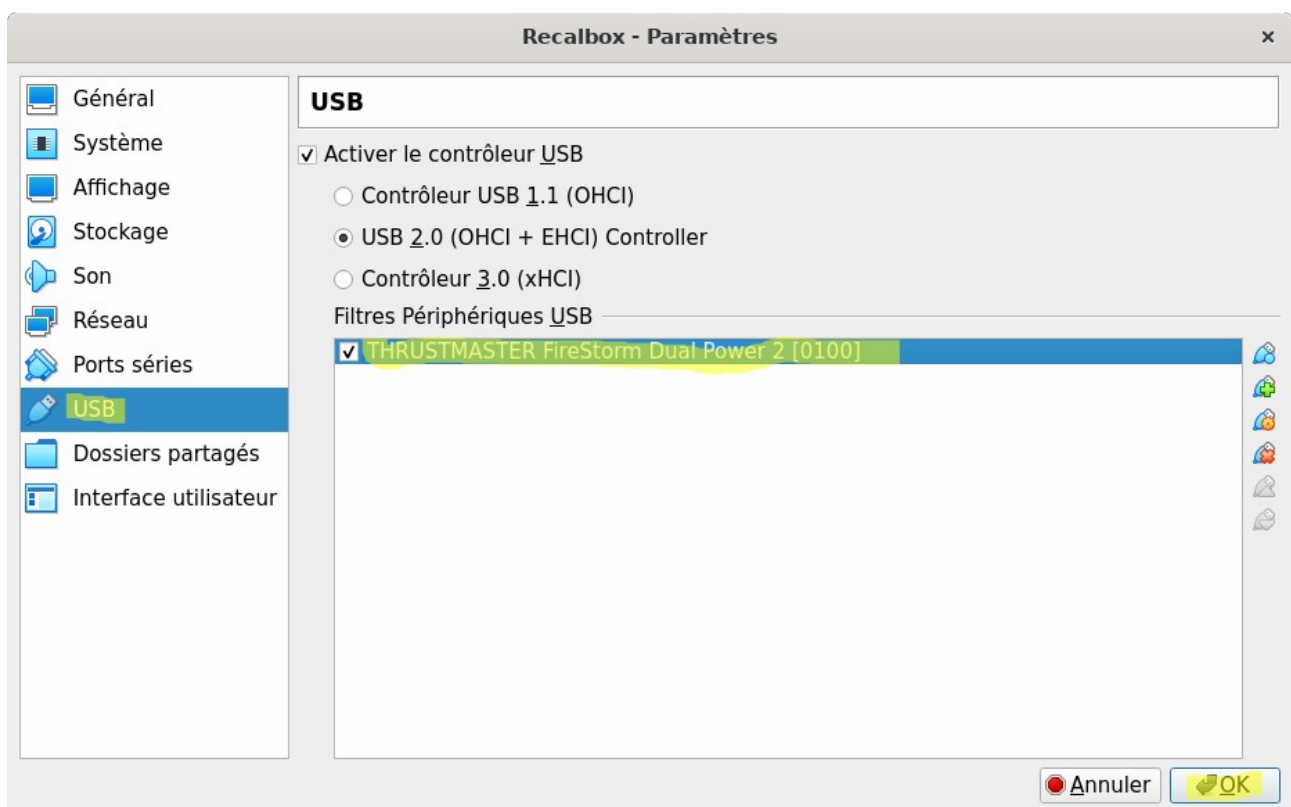 Recalbox - Paramètres
Général
Système
Affichage
Stockage
Son
Réseau
Ports séries
USB
Dossiers partagés
Interface utilisateur
USB
Activer le contrôleur USB
Contrôleur USB 1.1 (OHCI)
USB 2.0 (OHCI + EHCI) Controller
Contrôleur 3.0 (xHCI)
Filtres Périphériques USB
THRUSTMASTER FireStorm Dual Power 2 [0100]
Annuler
OK